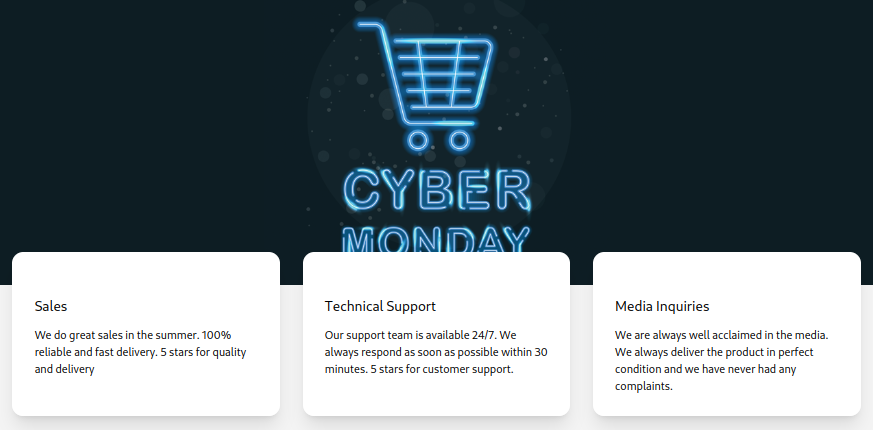 CYBER
MONDAY
Sales
We do great sales in the summer. 100%
reliable and fast delivery. 5 stars for quality
and delivery
Technical Support
Our support team is available 24/7. We
always respond as soon as possible within 30
minutes. 5 stars for customer support.
Media Inquiries
We are always well acclaimed in the media.
We always deliver the product in perfect
condition and we have never had any
complaints.